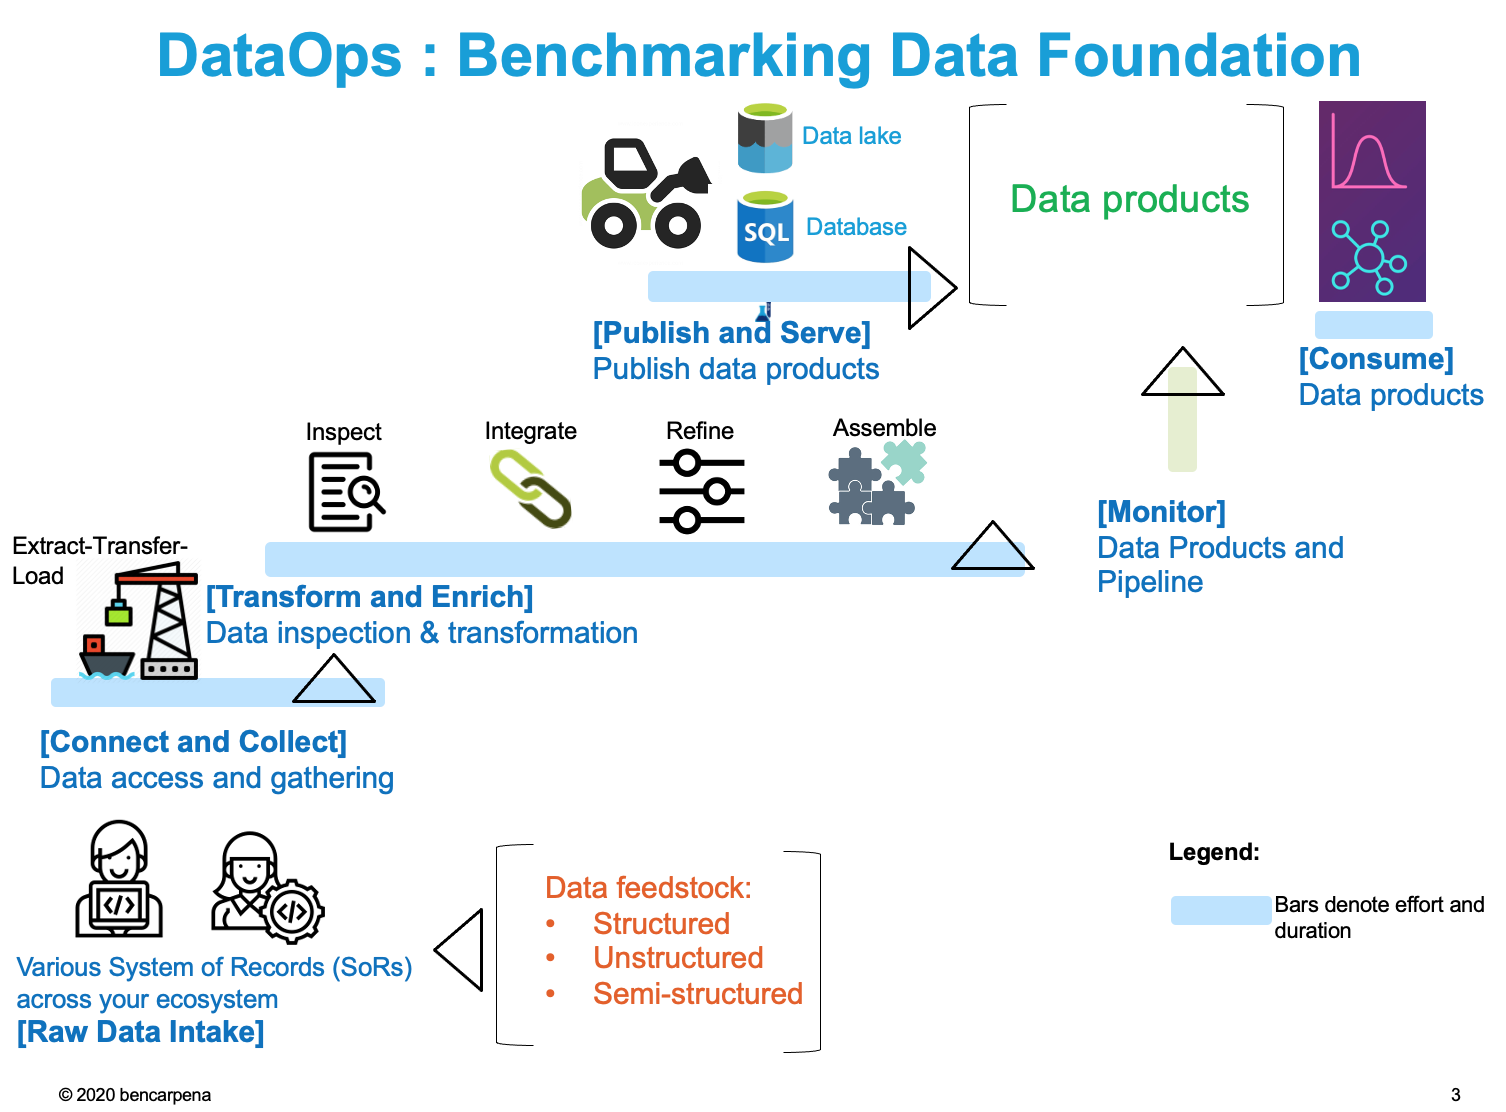 DataOps : Benchmarking Data Foundation
Data lake
SQL
Database
Data products
[Publish and Serve]
Publish data products
[Consume]
Data products
Inspect
Integrate
Refine
Assemble
[Monitor]
Data Products and
Pipeline
Extract-Transfer-
Load
[Transform and Enrich]
Data inspection & transformation
[Connect and Collect]
Data access and gathering
</>
</>
Various System of Records (SoRs)
across your ecosystem
[Raw Data Intake]
Data feedstock:
• Structured
• Unstructured
• Semi-structured
Legend:
Bars denote effort and
duration
© 2020 bencarpena
3